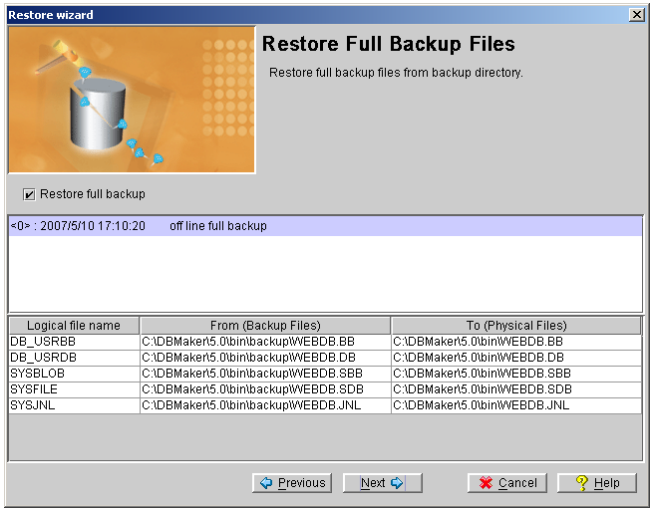 Restore wizard
Restore Full Backup Files
Restore full backup files from backup directory.
Restore full backup
<0> : 2007/5/10 17:10:20 off line full backup
Logical file name From (Backup Files) To (Physical Files)
DB_USRBB C:\DBMaker\5.0\bin\backup\WEBDB.BB C:\DBMaker\5.0\bin\WEBDB.BB
DB_USRDB C:\DBMaker\5.0\bin\backup\WEBDB.DB C:\DBMaker\5.0\bin\WEBDB.DB
SYSBLOB C:\DBMaker\5.0\bin\backup\WEBDB.SBB C:\DBMaker\5.0\bin\WEBDB.SBB
SYSFILE C:\DBMaker\5.0\bin\backup\WEBDB.SDB C:\DBMaker\5.0\bin\WEBDB.SDB
SYSJNL C:\DBMaker\5.0\bin\backup\WEBDB.JNL C:\DBMaker\5.0\bin\WEBDB.JNL
Previous Next Cancel Help